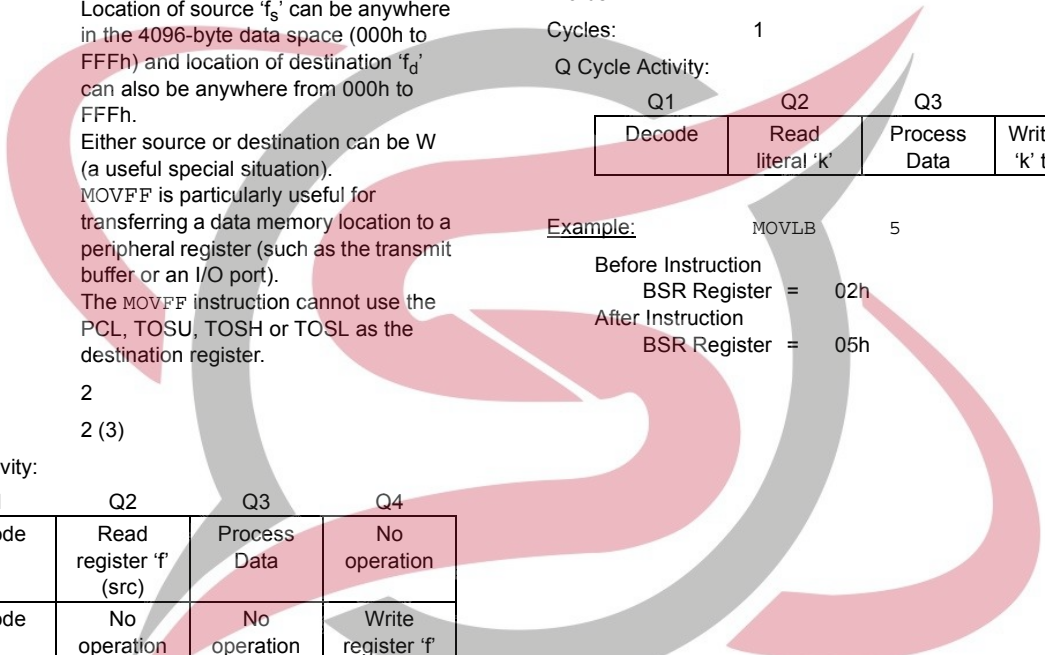 Location of source ‘fs’ can be anywhere
in the 4096-byte data space (000h to
FFFh) and location of destination ‘fd’
can also be anywhere from 000h to
FFFh.
Either source or destination can be W
(a useful special situation).
MOVFF is particularly useful for
transferring a data memory location to a
peripheral register (such as the transmit
buffer or an I/O port).
The MOVFF instruction cannot use the
PCL, TOSU, TOSH or TOSL as the
destination register.
2
2 (3)
vity:
Q2 Q3 Q4
ode Read Process No
register ‘f’ Data operation
(src)
ode No No Write
operation operation register ‘f’
Cycles: 1
Q Cycle Activity:
Q1 Q2 Q3
Decode Read Process Writ
literal ‘k’ Data ‘k’ t
Example: MOVLB 5
Before Instruction
BSR Register = 02h
After Instruction
BSR Register = 05h